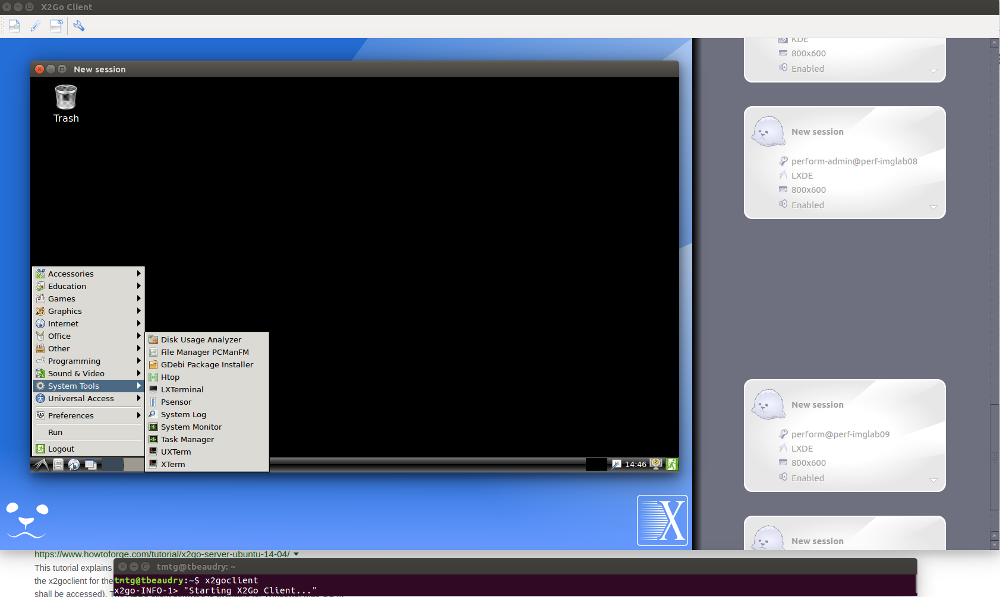 X2Go Client
New session
Trash
Accessories
Education
Games
Graphics
Internet
Office
Other
Programming
Sound & Video
System Tools
Universal Access
Preferences
Run
Logout
Disk Usage Analyzer
File Manager PCManFM
GDebi Package Installer
Htop
LXTerminal
Psensor
System Log
System Monitor
Task Manager
UXTerm
XTerm
14:46
X
KDE
800x600
Enabled
New session
perform-admin@perf-imglab08
LXDE
800x600
Enabled
New session
perform@perf-imglab09
LXDE
800x600
Enabled
New session
https://www.howtoforge.com/tutorial/x2go-server-ubuntu-14-04/
This tutorial explains
the x2goclient for the
shall be accessed).
tmtg@tbeaudry: ~
tmtg@tbeaudry:~$ x2goclient
x2go-INFO-1> "Starting X2Go Client..."